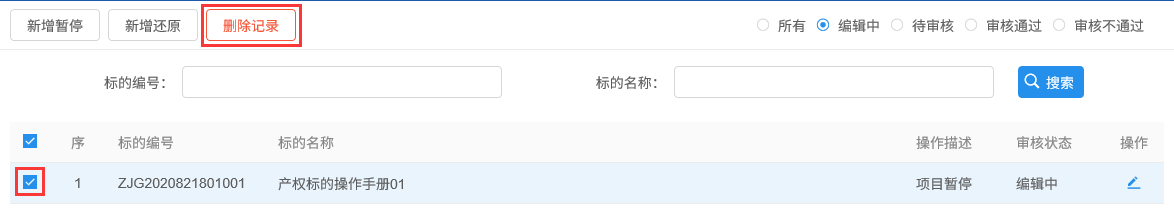 新增暂停 新增还原 删除记录 所有 编辑中 待审核 审核通过 审核不通过
标的编号： 标的名称： 搜索
序 标的编号 标的名称 操作描述 审核状态 操作
1 ZJG2020821801001 产权标的操作手册01 项目暂停 编辑中